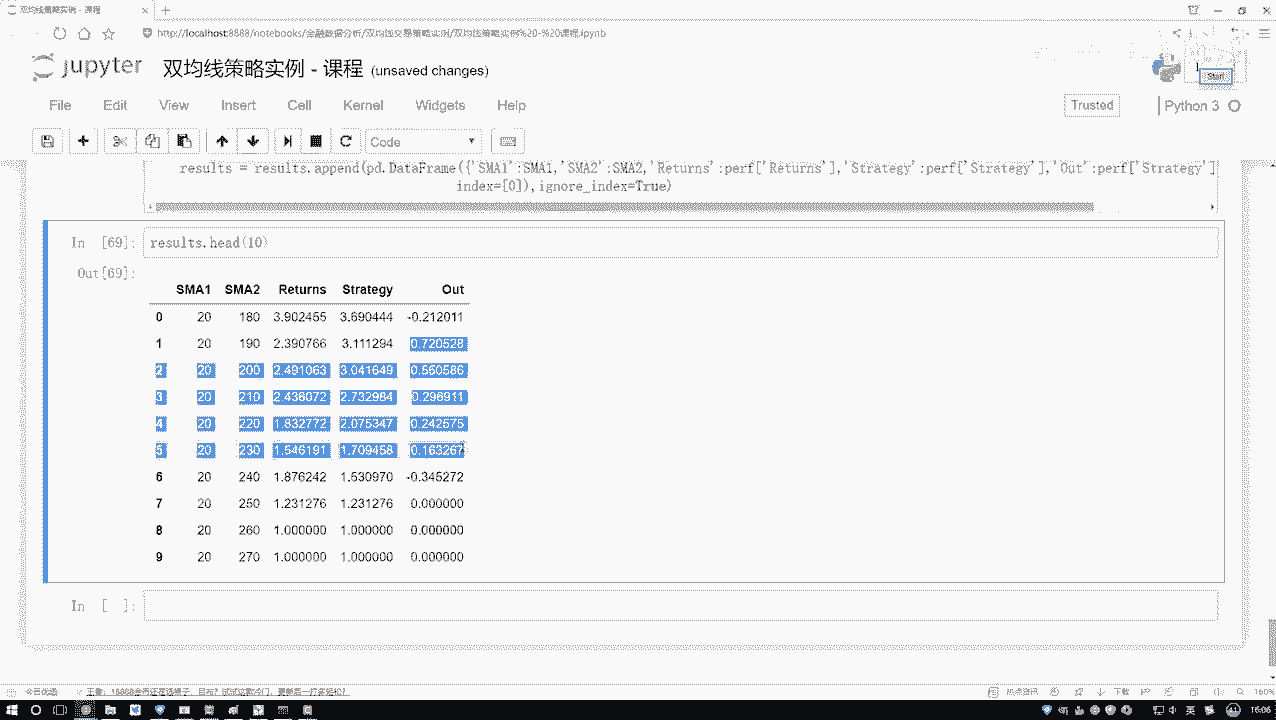 双均线策略实例 - 课程
http://localhost:8888/notebooks/金融数据分析/双均线交易策略实例/双均线策略实例%20-%20课程.ipynb
jupyter 双均线策略实例 - 课程 (unsaved changes)
Start
File Edit View Insert Cell Kernel Widgets Help
Trusted Python 3
Code
results = results.append(pd.DataFrame({'SMA1':SMA1,'SMA2':SMA2,'Returns':perf['Returns'],'Strategy':perf['Strategy'],'Out':perf['Strategy']
index=[0]),ignore_index=True)
In [69]: results.head(10)
Out[69]:
SMA1 SMA2 Returns Strategy Out
0 20 180 3.902455 3.690444 -0.212011
1 20 190 2.390766 3.111294 0.720528
2 20 200 2.491063 3.041649 0.550586
3 20 210 2.436072 2.732984 0.296911
4 20 220 1.832772 2.075347 0.242575
5 20 230 1.546191 1.709458 0.163267
6 20 240 1.876242 1.530970 -0.345272
7 20 250 1.231276 1.231276 0.000000
8 20 260 1.000000 1.000000 0.000000
9 20 270 1.000000 1.000000 0.000000
In [ ]:
今日优选
热点资讯 下载 160%
英 16:06